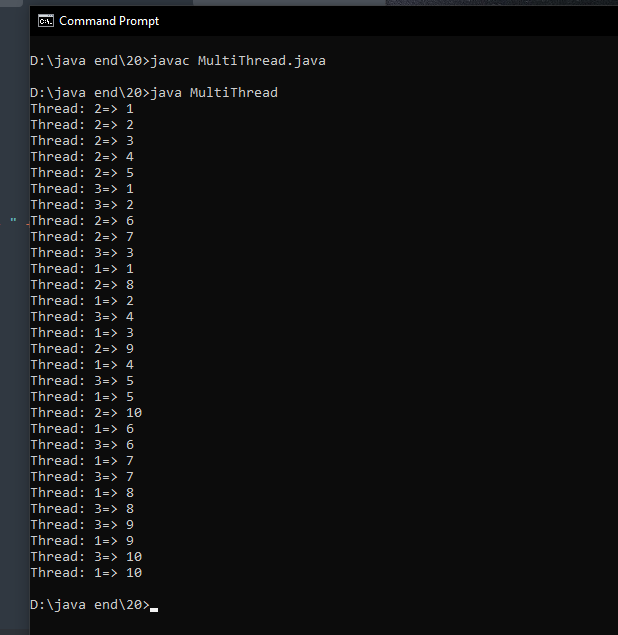 Command Prompt
D:\java end\20>javac MultiThread.java
D:\java end\20>java MultiThread
Thread: 2=> 1
Thread: 2=> 2
Thread: 2=> 3
Thread: 2=> 4
Thread: 2=> 5
Thread: 3=> 1
Thread: 3=> 2
" Thread: 2=> 6
Thread: 2=> 7
Thread: 3=> 3
Thread: 1=> 1
Thread: 2=> 8
Thread: 1=> 2
Thread: 3=> 4
Thread: 1=> 3
Thread: 2=> 9
Thread: 1=> 4
Thread: 3=> 5
Thread: 1=> 5
Thread: 2=> 10
Thread: 1=> 6
Thread: 3=> 6
Thread: 1=> 7
Thread: 3=> 7
Thread: 1=> 8
Thread: 3=> 8
Thread: 3=> 9
Thread: 1=> 9
Thread: 3=> 10
Thread: 1=> 10
D:\java end\20>